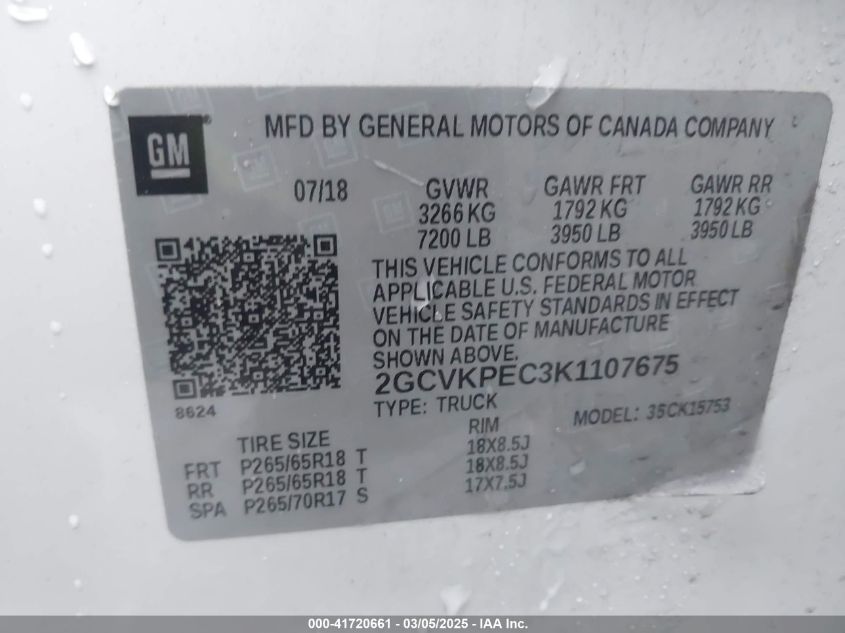 GM
MFD BY GENERAL MOTORS OF CANADA COMPANY
07/18 GVWR GAWR FRT GAWR RR
3266 KG 1792 KG 1792 KG
7200 LB 3950 LB 3950 LB
THIS VEHICLE CONFORMS TO ALL
APPLICABLE U.S. FEDERAL MOTOR
VEHICLE SAFETY STANDARDS IN EFFECT
ON THE DATE OF MANUFACTURE
SHOWN ABOVE.
2GCVKPEC3K1107675
8624
TYPE: TRUCK MODEL: 35CK15753
TIRE SIZE RIM
FRT P265/65R18 T 18X8.5J
RR P265/65R18 T 18X8.5J
SPA P265/70R17 S 17X7.5J
000-41720661 - 03/05/2025 - IAA Inc.